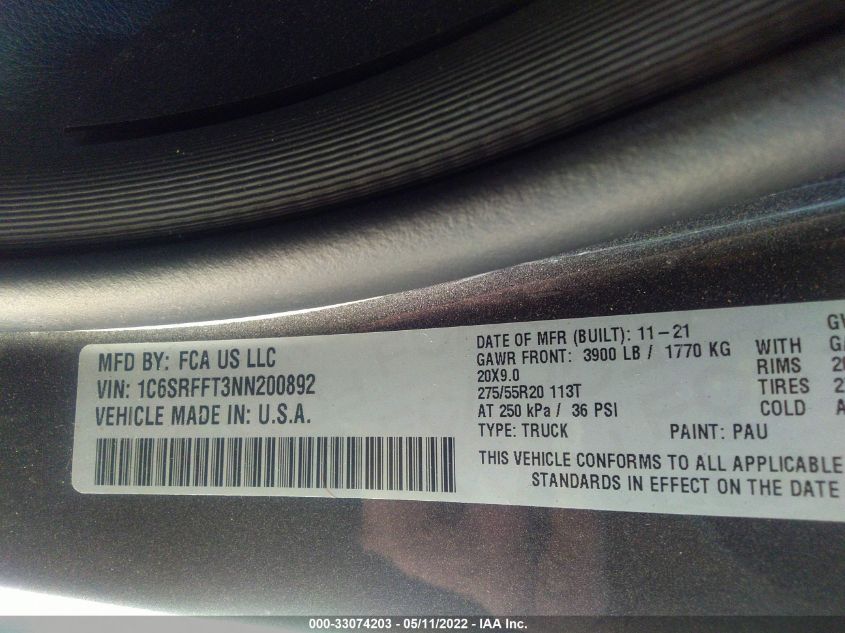 MFD BY: FCA US LLC
VIN: 1C6SRFFT3NN200892
VEHICLE MADE IN: U.S.A.
DATE OF MFR (BUILT): 11-21
GAWR FRONT: 3900 LB / 1770 KG
20X9.0
275/55R20 113T
AT 250 kPa / 36 PSI
TYPE: TRUCK PAINT: PAU
WITH
RIMS
TIRES
COLD
THIS VEHICLE CONFORMS TO ALL APPLICABLE
STANDARDS IN EFFECT ON THE DATE
000-33074203 - 05/11/2022 - IAA Inc.